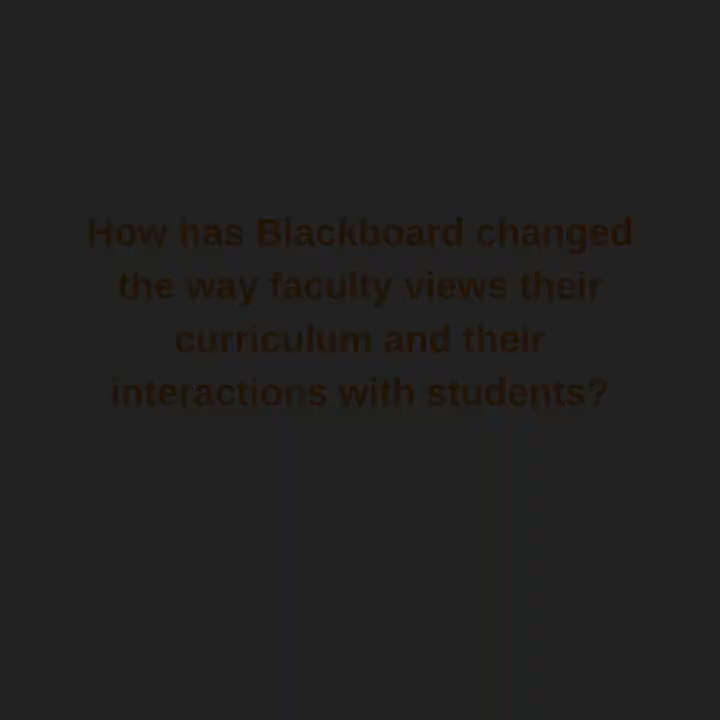 How has Blackboard changed
the way faculty views their
curriculum and their
interactions with students?